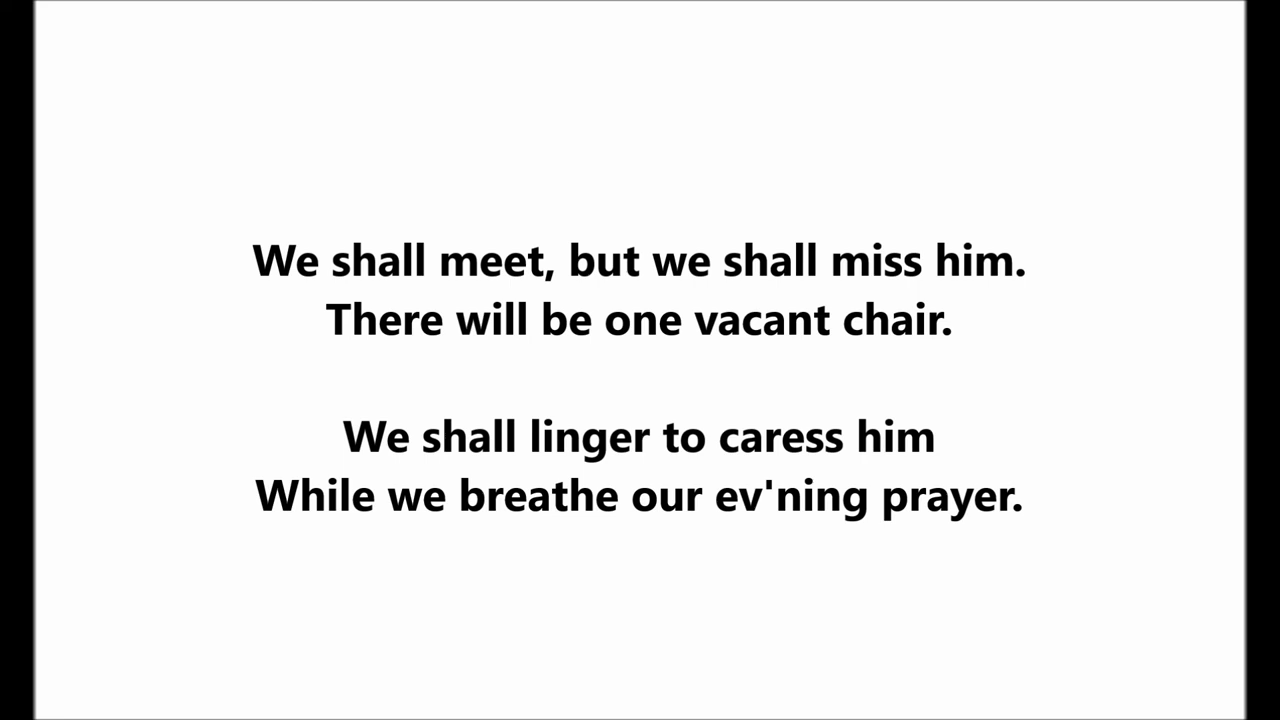 We shall meet, but we shall miss him.
There will be one vacant chair.
We shall linger to caress him
While we breathe our ev'ning prayer.